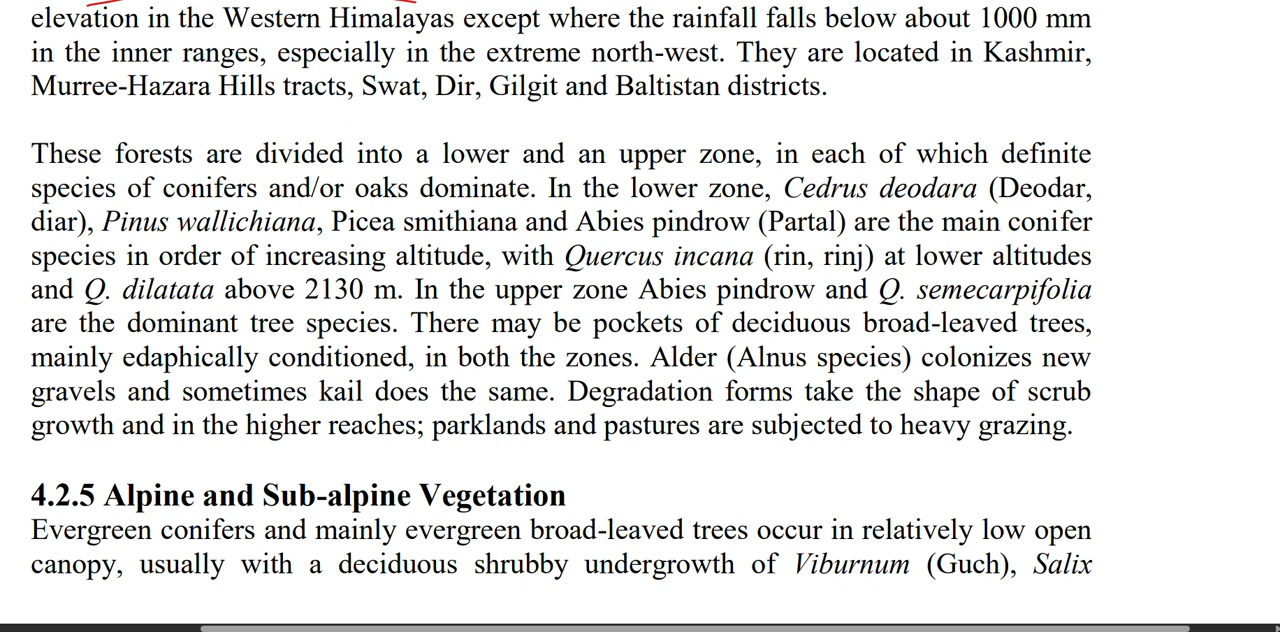 elevation in the Western Himalayas except where the rainfall falls below about 1000 mm
in the inner ranges, especially in the extreme north-west. They are located in Kashmir,
Murree-Hazara Hills tracts, Swat, Dir, Gilgit and Baltistan districts.
These forests are divided into a lower and an upper zone, in each of which definite
species of conifers and/or oaks dominate. In the lower zone, Cedrus deodara (Deodar,
diar), Pinus wallichiana, Picea smithiana and Abies pindrow (Partal) are the main conifer
species in order of increasing altitude, with Quercus incana (rin, rinj) at lower altitudes
and Q. dilatata above 2130 m. In the upper zone Abies pindrow and Q. semecarpifolia
are the dominant tree species. There may be pockets of deciduous broad-leaved trees,
mainly edaphically conditioned, in both the zones. Alder (Alnus species) colonizes new
gravels and sometimes kail does the same. Degradation forms take the shape of scrub
growth and in the higher reaches; parklands and pastures are subjected to heavy grazing.
4.2.5 Alpine and Sub-alpine Vegetation
Evergreen conifers and mainly evergreen broad-leaved trees occur in relatively low open
canopy, usually with a deciduous shrubby undergrowth of Viburnum (Guch), Salix